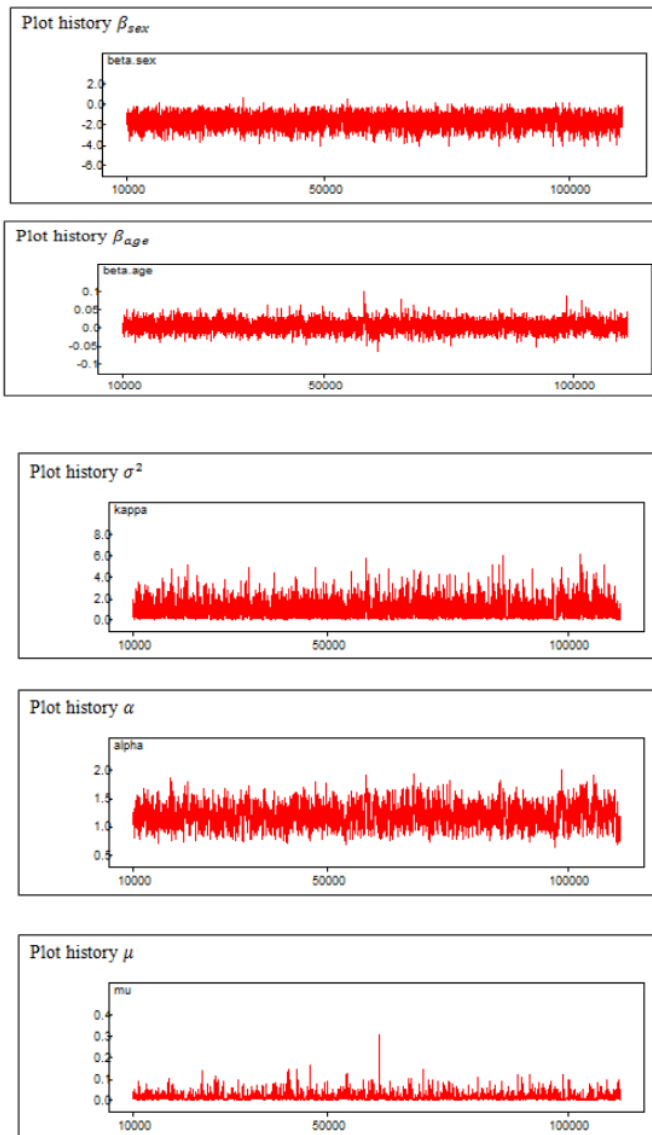 Plot history β_sex
beta.sex
2.0
0.0
-2.0
-4.0
-6.0
10000 50000 100000
Plot history β_age
beta.age
0.1
0.05
0.0
-0.05
-0.1
10000 50000 100000
Plot history σ²
kappa
8.0
6.0
4.0
2.0
0.0
10000 50000 100000
Plot history α
alpha
2.0
1.5
1.0
0.5
10000 50000 100000
Plot history μ
mu
0.4
0.3
0.2
0.1
0.0
10000 50000 100000